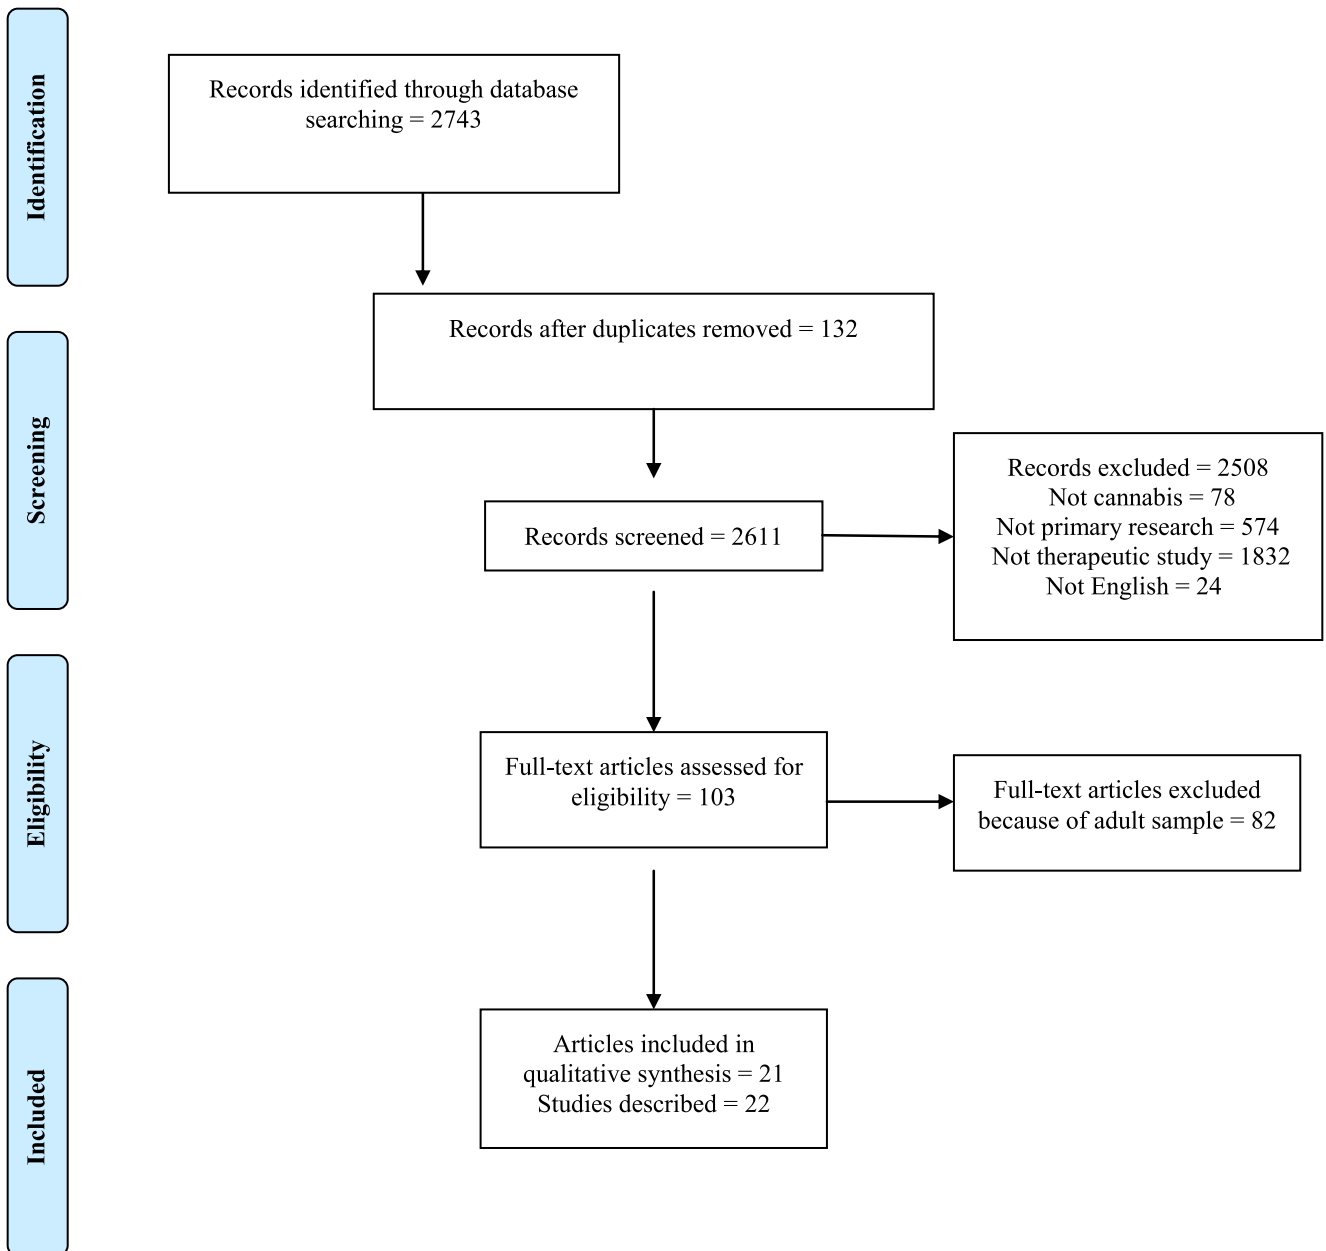 Identification
Records identified through database
searching = 2743
Records after duplicates removed = 132
Screening
Records screened = 2611
Records excluded = 2508
Not cannabis = 78
Not primary research = 574
Not therapeutic study = 1832
Not English = 24
Eligibility
Full-text articles assessed for
eligibility = 103
Full-text articles excluded
because of adult sample = 82
Included
Articles included in
qualitative synthesis = 21
Studies described = 22